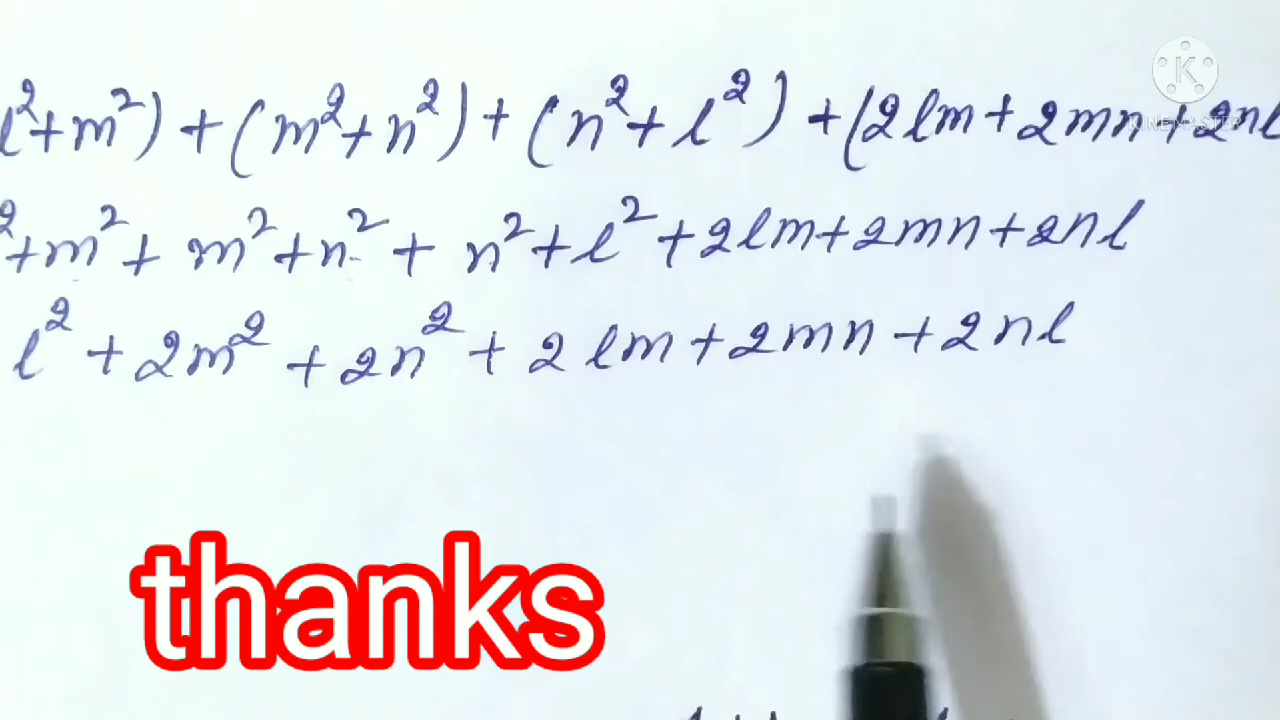 l²+m²) + (m²+n²) + (n²+l²) + (2lm+2mn+2nl
²+m²+ m²+n²+ n²+l²+2lm+2mn+2nl
l²+2m²+2n²+2lm+2mn+2nl
thanks
K
KINEMASTER